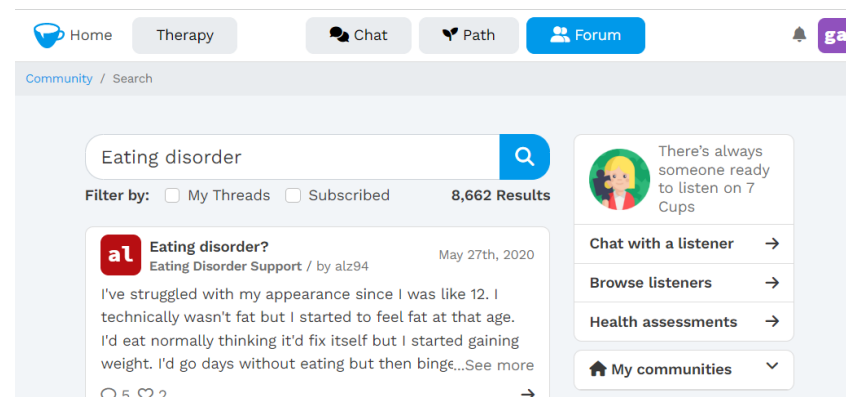 Home Therapy Chat Path Forum ga
Community / Search
Eating disorder
Filter by: My Threads Subscribed 8,662 Results
al Eating disorder? May 27th, 2020
Eating Disorder Support / by alz94
I've struggled with my appearance since I was like 12. I
technically wasn't fat but I started to feel fat at that age.
I'd eat normally thinking it'd fix itself but I started gaining
weight. I'd go days without eating but then binge...See more
5 2
There's always
someone ready
to listen on 7
Cups
Chat with a listener
Browse listeners
Health assessments
My communities